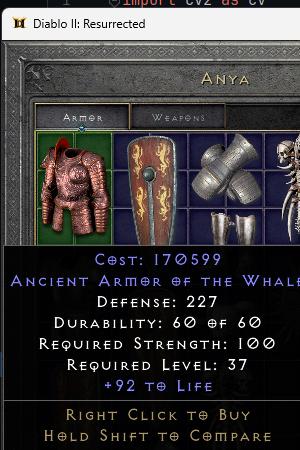 import cv2 as cv
Diablo II: Resurrected
Anya
Armor
Weapons
Cost: 170599
Ancient Armor of the Whale
Defense: 227
Durability: 60 of 60
Required Strength: 100
Required Level: 37
+92 to Life
Right Click to Buy
Hold Shift to Compare